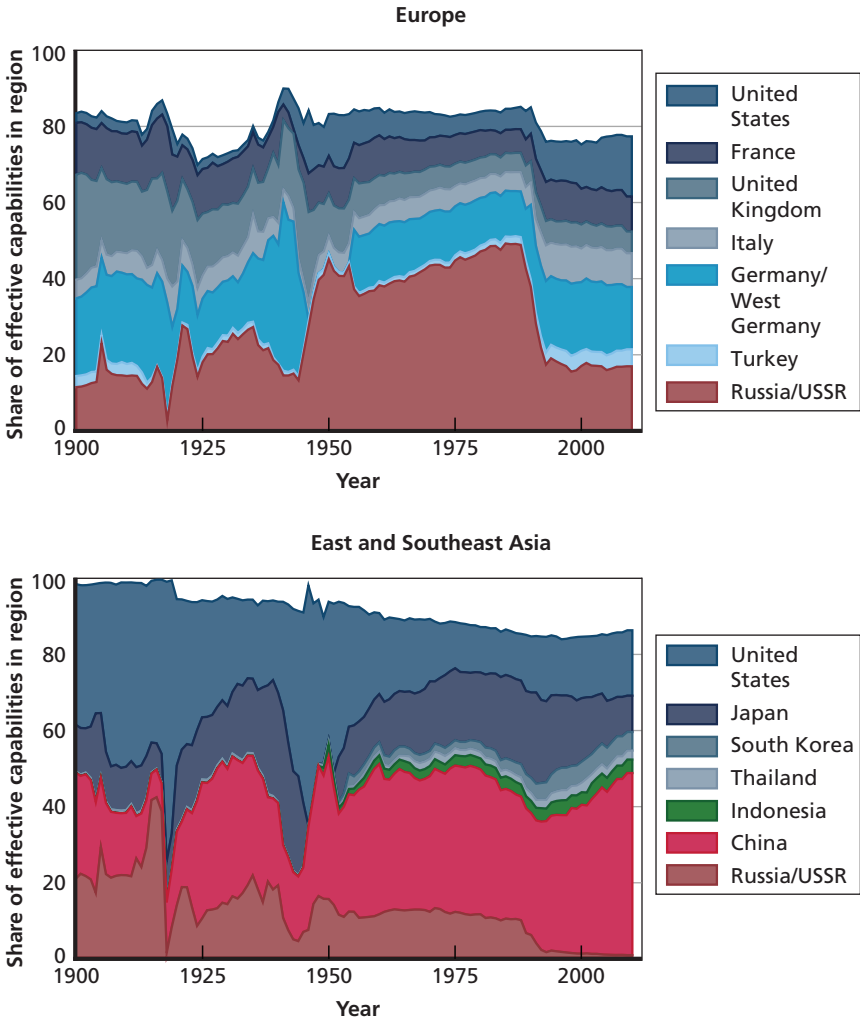 Europe
Share of effective capabilities in region
100
80
60
40
20
0
1900
1925
1950
1975
2000
Year
United
States
France
United
Kingdom
Italy
Germany/
West
Germany
Turkey
Russia/USSR
East and Southeast Asia
Share of effective capabilities in region
100
80
60
40
20
0
1900
1925
1950
1975
2000
Year
United
States
Japan
South Korea
Thailand
Indonesia
China
Russia/USSR